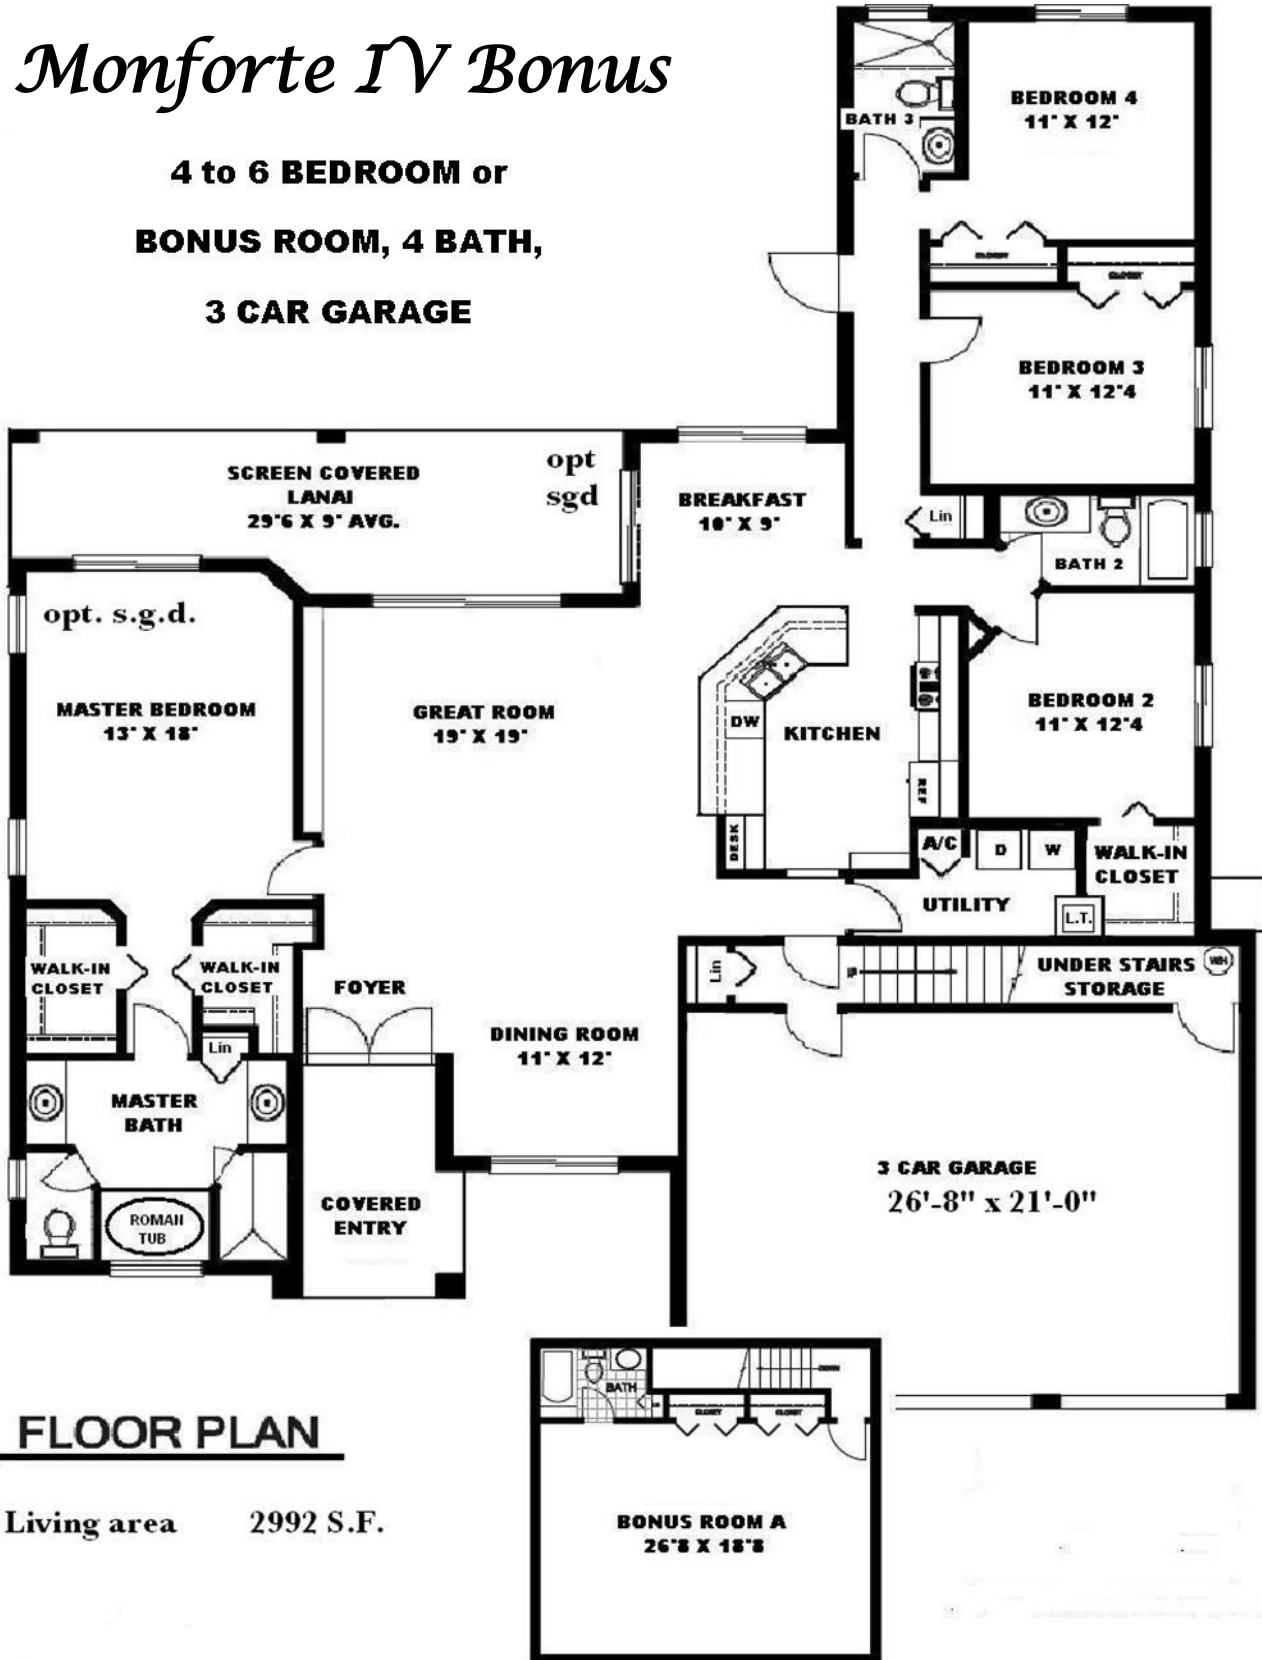 Monforte IV Bonus
4 to 6 BEDROOM or
BONUS ROOM, 4 BATH,
3 CAR GARAGE
BATH 3
BEDROOM 4
11' X 12'
CLOSET
CLOSET
BEDROOM 3
11' X 12'4
SCREEN COVERED
LANAI
29'6 X 9' AVG.
opt
sgd
BREAKFAST
10' X 9'
Lin
BATH 2
opt. s.g.d.
MASTER BEDROOM
13' X 18'
GREAT ROOM
19' X 19'
DW
KITCHEN
REF
DESK
BEDROOM 2
11' X 12'4
A/C
D
W
WALK-IN
CLOSET
UTILITY
L.T.
WALK-IN
CLOSET
WALK-IN
CLOSET
Lin
FOYER
Lin
UNDER STAIRS
STORAGE
WH
DINING ROOM
11' X 12'
MASTER
BATH
ROMAN
TUB
COVERED
ENTRY
3 CAR GARAGE
26'-8" x 21'-0"
BATH
DOWN
CLOSET
CLOSET
BONUS ROOM A
26'8 X 18'8
FLOOR PLAN
Living area 2992 S.F.